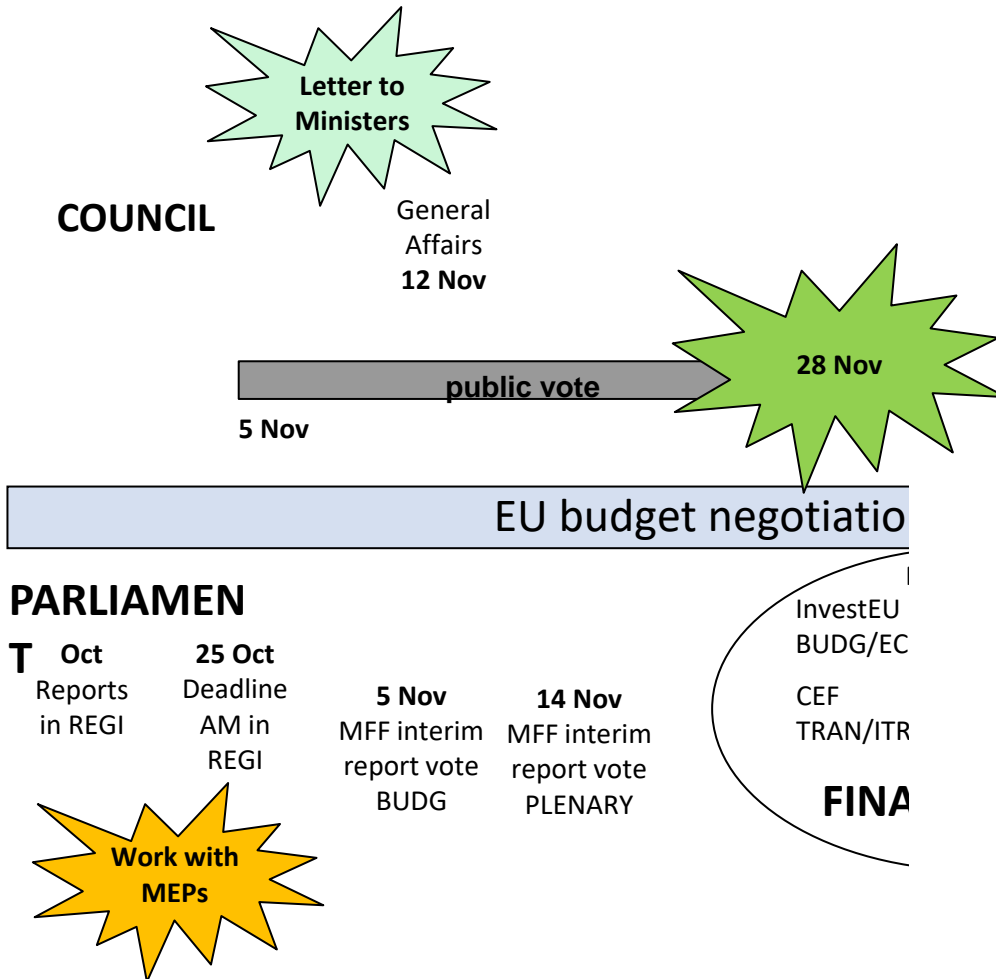 Letter to
Ministers
COUNCIL
General
Affairs
12 Nov
28 Nov
public vote
5 Nov
EU budget negotiatio
PARLIAMEN
T
Oct
Reports
in REGI
25 Oct
Deadline
AM in
REGI
5 Nov
MFF interim
report vote
BUDG
14 Nov
MFF interim
report vote
PLENARY
InvestEU
BUDG/EC
CEF
TRAN/ITR
FINA
Work with
MEPs